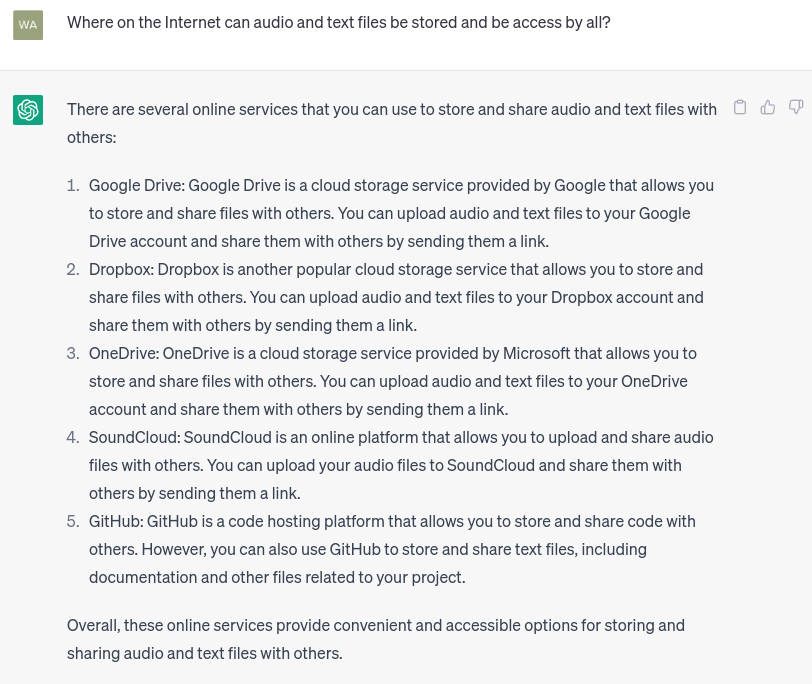 WA
Where on the Internet can audio and text files be stored and be access by all?
There are several online services that you can use to store and share audio and text files with
others:
1. Google Drive: Google Drive is a cloud storage service provided by Google that allows you
to store and share files with others. You can upload audio and text files to your Google
Drive account and share them with others by sending them a link.
2. Dropbox: Dropbox is another popular cloud storage service that allows you to store and
share files with others. You can upload audio and text files to your Dropbox account and
share them with others by sending them a link.
3. OneDrive: OneDrive is a cloud storage service provided by Microsoft that allows you to
store and share files with others. You can upload audio and text files to your OneDrive
account and share them with others by sending them a link.
4. SoundCloud: SoundCloud is an online platform that allows you to upload and share audio
files with others. You can upload your audio files to SoundCloud and share them with
others by sending them a link.
5. GitHub: GitHub is a code hosting platform that allows you to store and share code with
others. However, you can also use GitHub to store and share text files, including
documentation and other files related to your project.
Overall, these online services provide convenient and accessible options for storing and
sharing audio and text files with others.